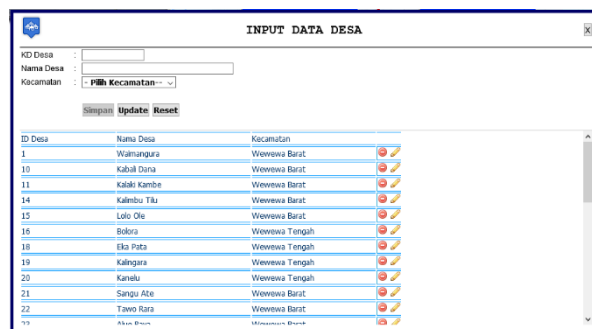 INPUT DATA DESA
X
KD Desa :
Nama Desa :
Kecamatan : - Pilih Kecamatan--
Simpan Update Reset
ID Desa Nama Desa Kecamatan
1 Waimangura Wewewa Barat
10 Kabali Dana Wewewa Barat
11 Kalaki Kambe Wewewa Barat
14 Kalimbu Tilu Wewewa Barat
15 Lolo Ole Wewewa Barat
16 Bolora Wewewa Tengah
18 Eka Pata Wewewa Tengah
19 Kalingara Wewewa Tengah
20 Kanelu Wewewa Tengah
21 Sangu Ate Wewewa Barat
22 Tawo Rara Wewewa Barat
Wewewa Barat